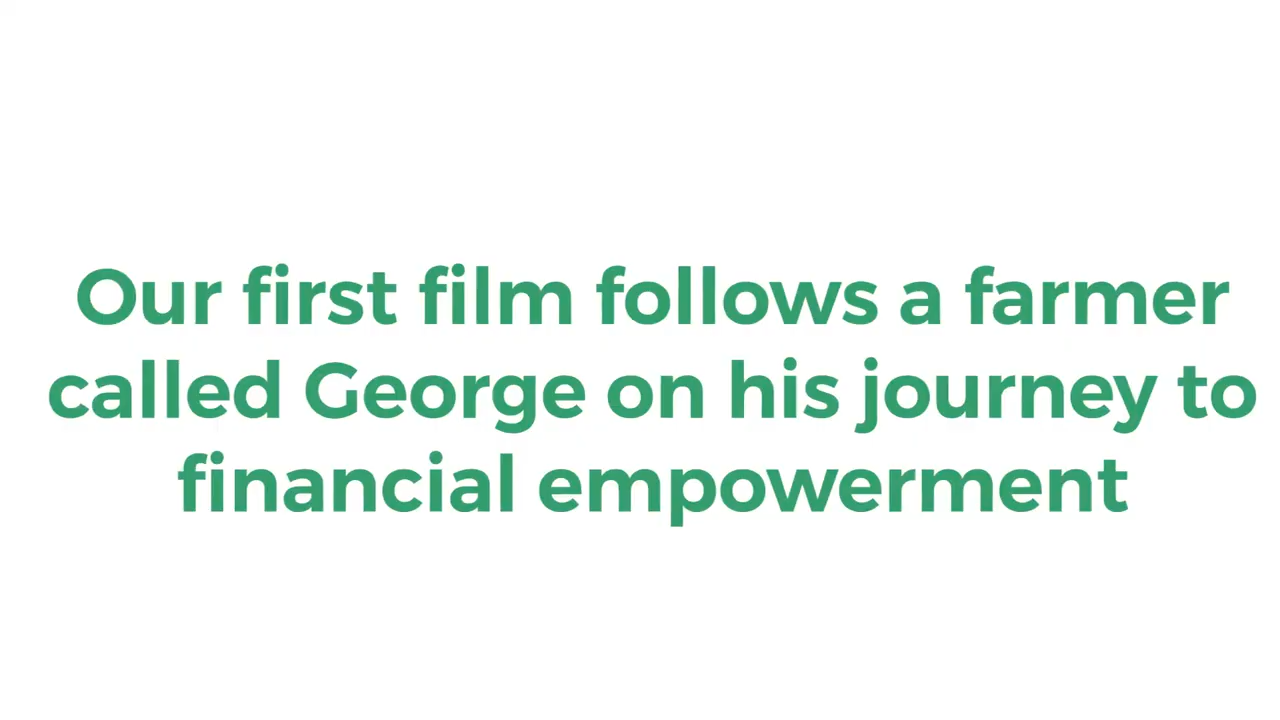 Our first film follows a farmer
called George on his journey to
financial empowerment